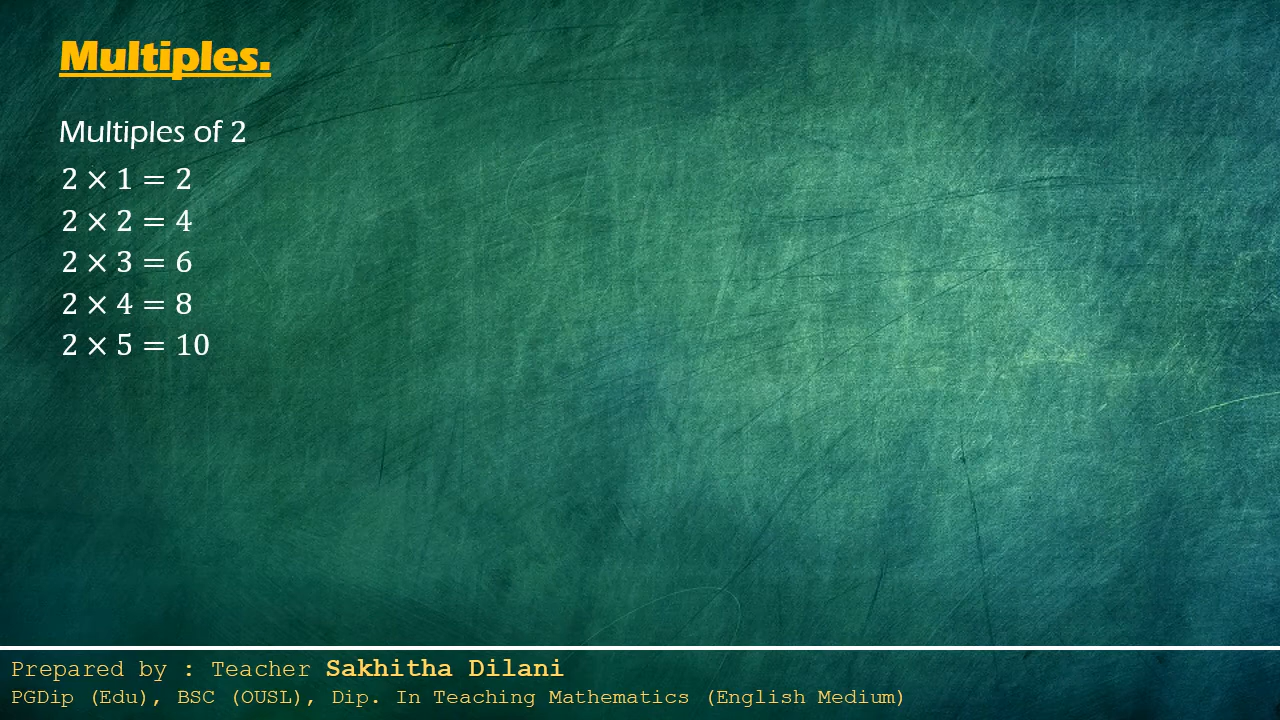 Multiples.
Multiples of 2
2 × 1 = 2
2 × 2 = 4
2 × 3 = 6
2 × 4 = 8
2 × 5 = 10
Prepared by : Teacher Sakhitha Dilani
PGDip (Edu), BSC (OUSL), Dip. In Teaching Mathematics (English Medium)